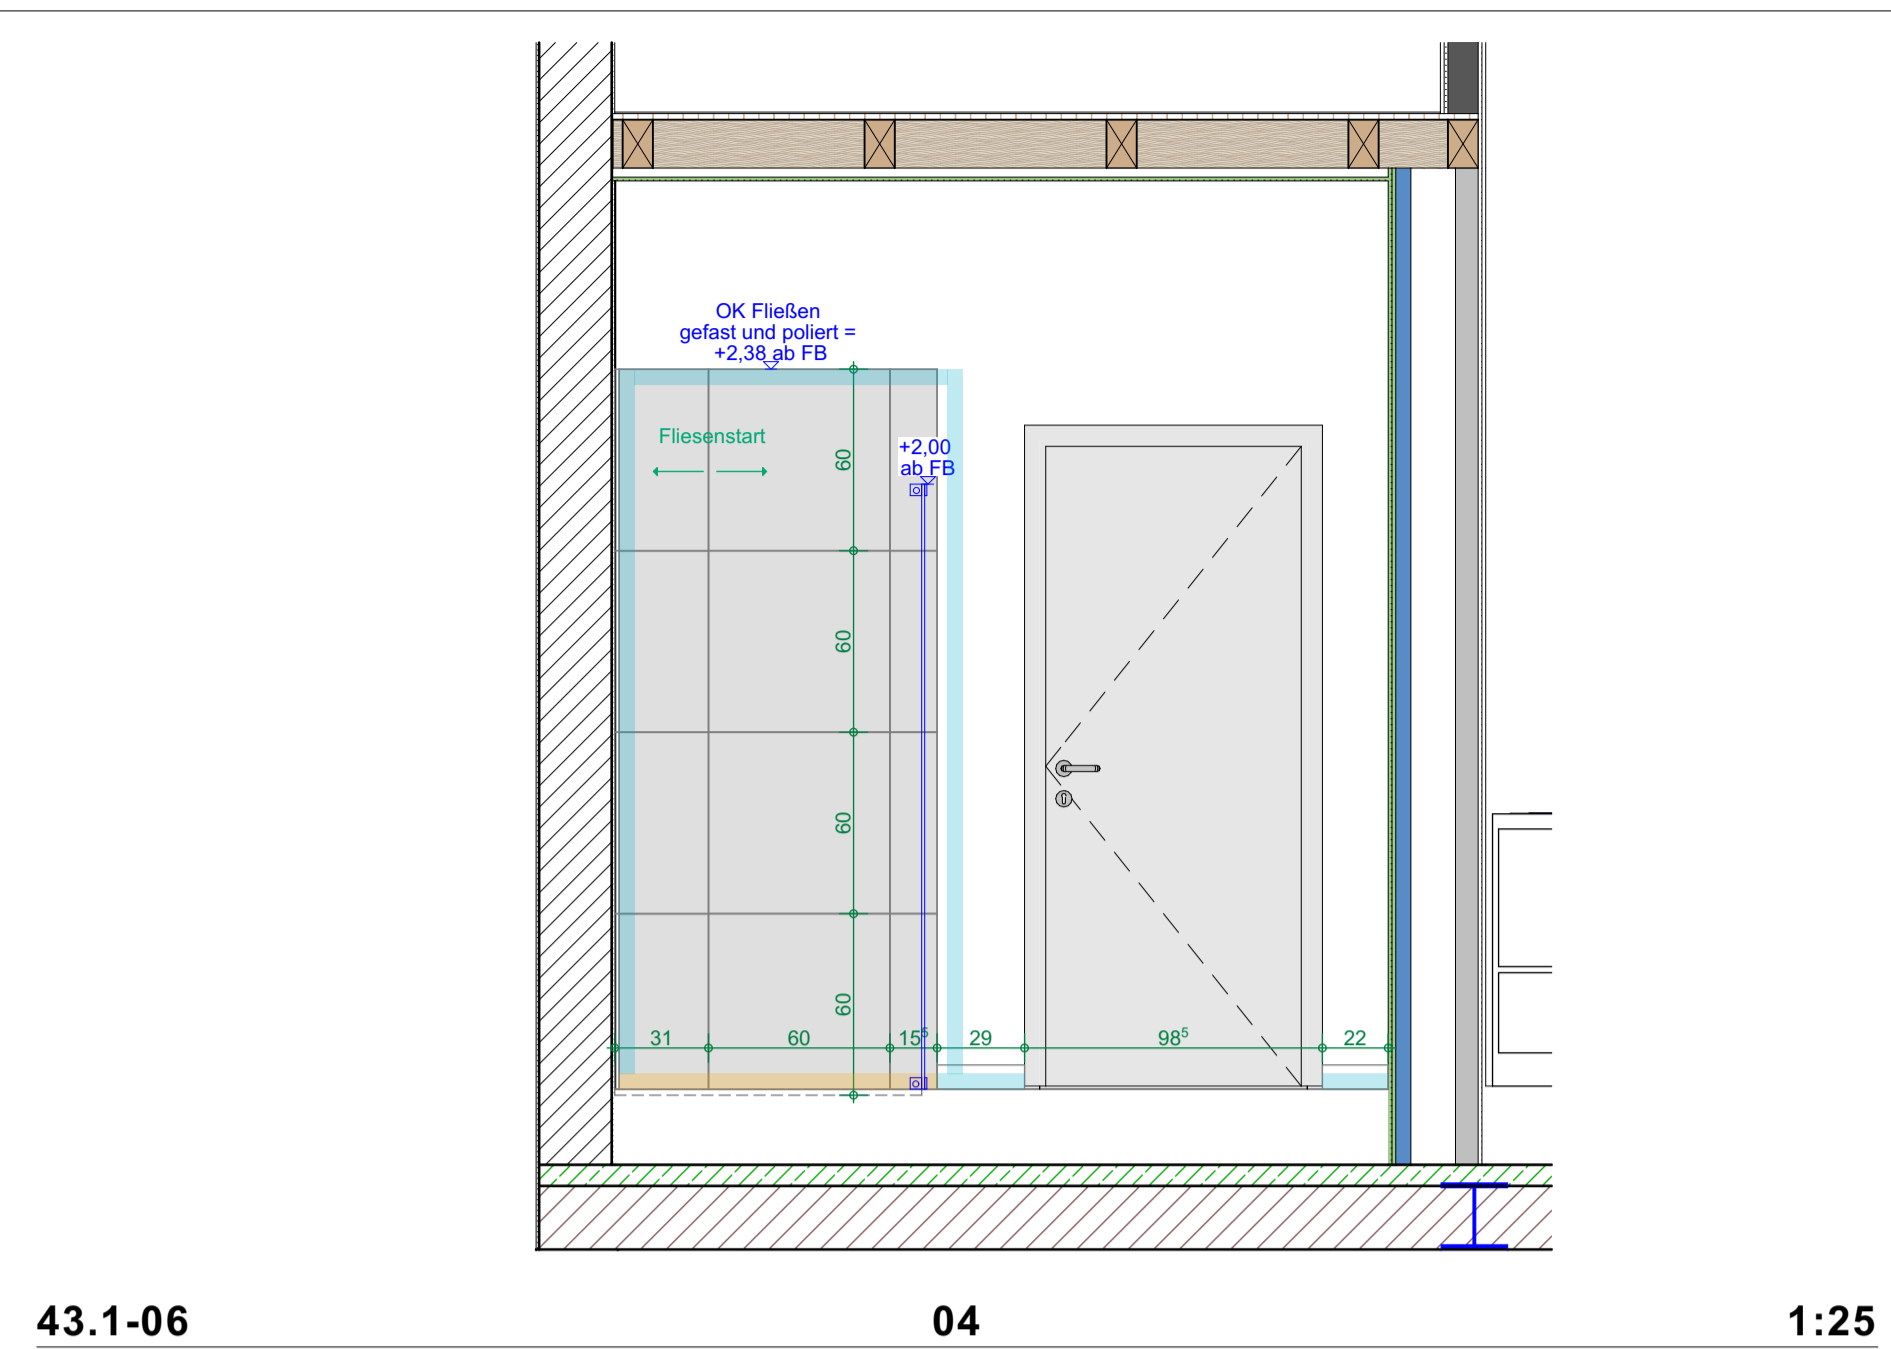 OK Fließen
gefast und poliert =
+2,38 ab FB
Fliesenstart
+2,00
ab FB
60
60
60
60
31
60
15⁵
29
98⁵
22
43.1-06
04
1:25